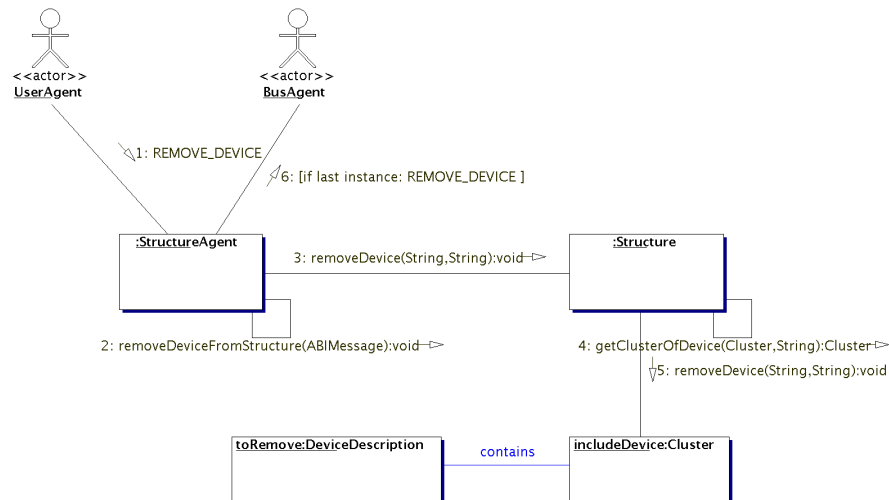 <<actor>>
UserAgent
<<actor>>
BusAgent
1: REMOVE_DEVICE
6: [if last instance: REMOVE_DEVICE ]
:StructureAgent
:Structure
3: removeDevice(String,String):void
2: removeDeviceFromStructure(ABIMessage):void
4: getClusterOfDevice(Cluster,String):Cluster
5: removeDevice(String,String):void
toRemove:DeviceDescription
contains
includeDevice:Cluster